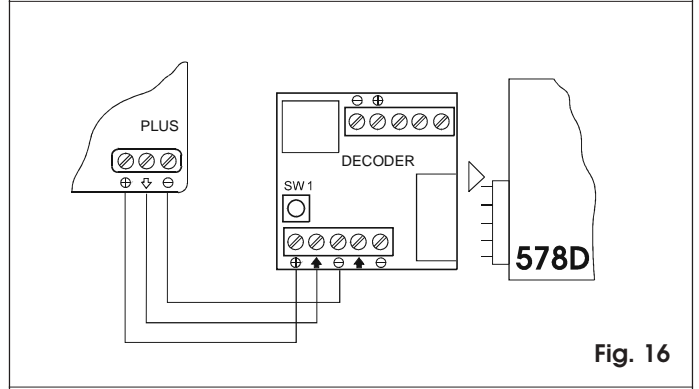 PLUS
⊕ ⇩ ⊖
⊖ ⊕
DECODER
SW1
⊕ 🡅 ⊖ 🡅 ⊖
578D
Fig. 16